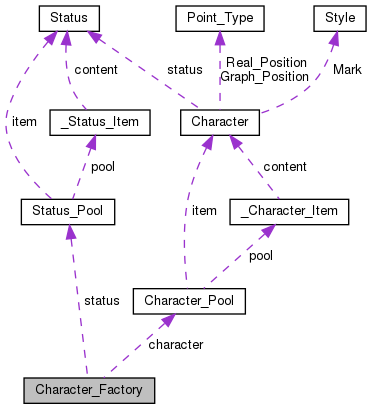 Status
Point_Type
Style
content
status
Real_Position
Graph_Position
Mark
item
_Status_Item
Character
pool
content
Status_Pool
item
_Character_Item
pool
status
Character_Pool
character
Character_Factory